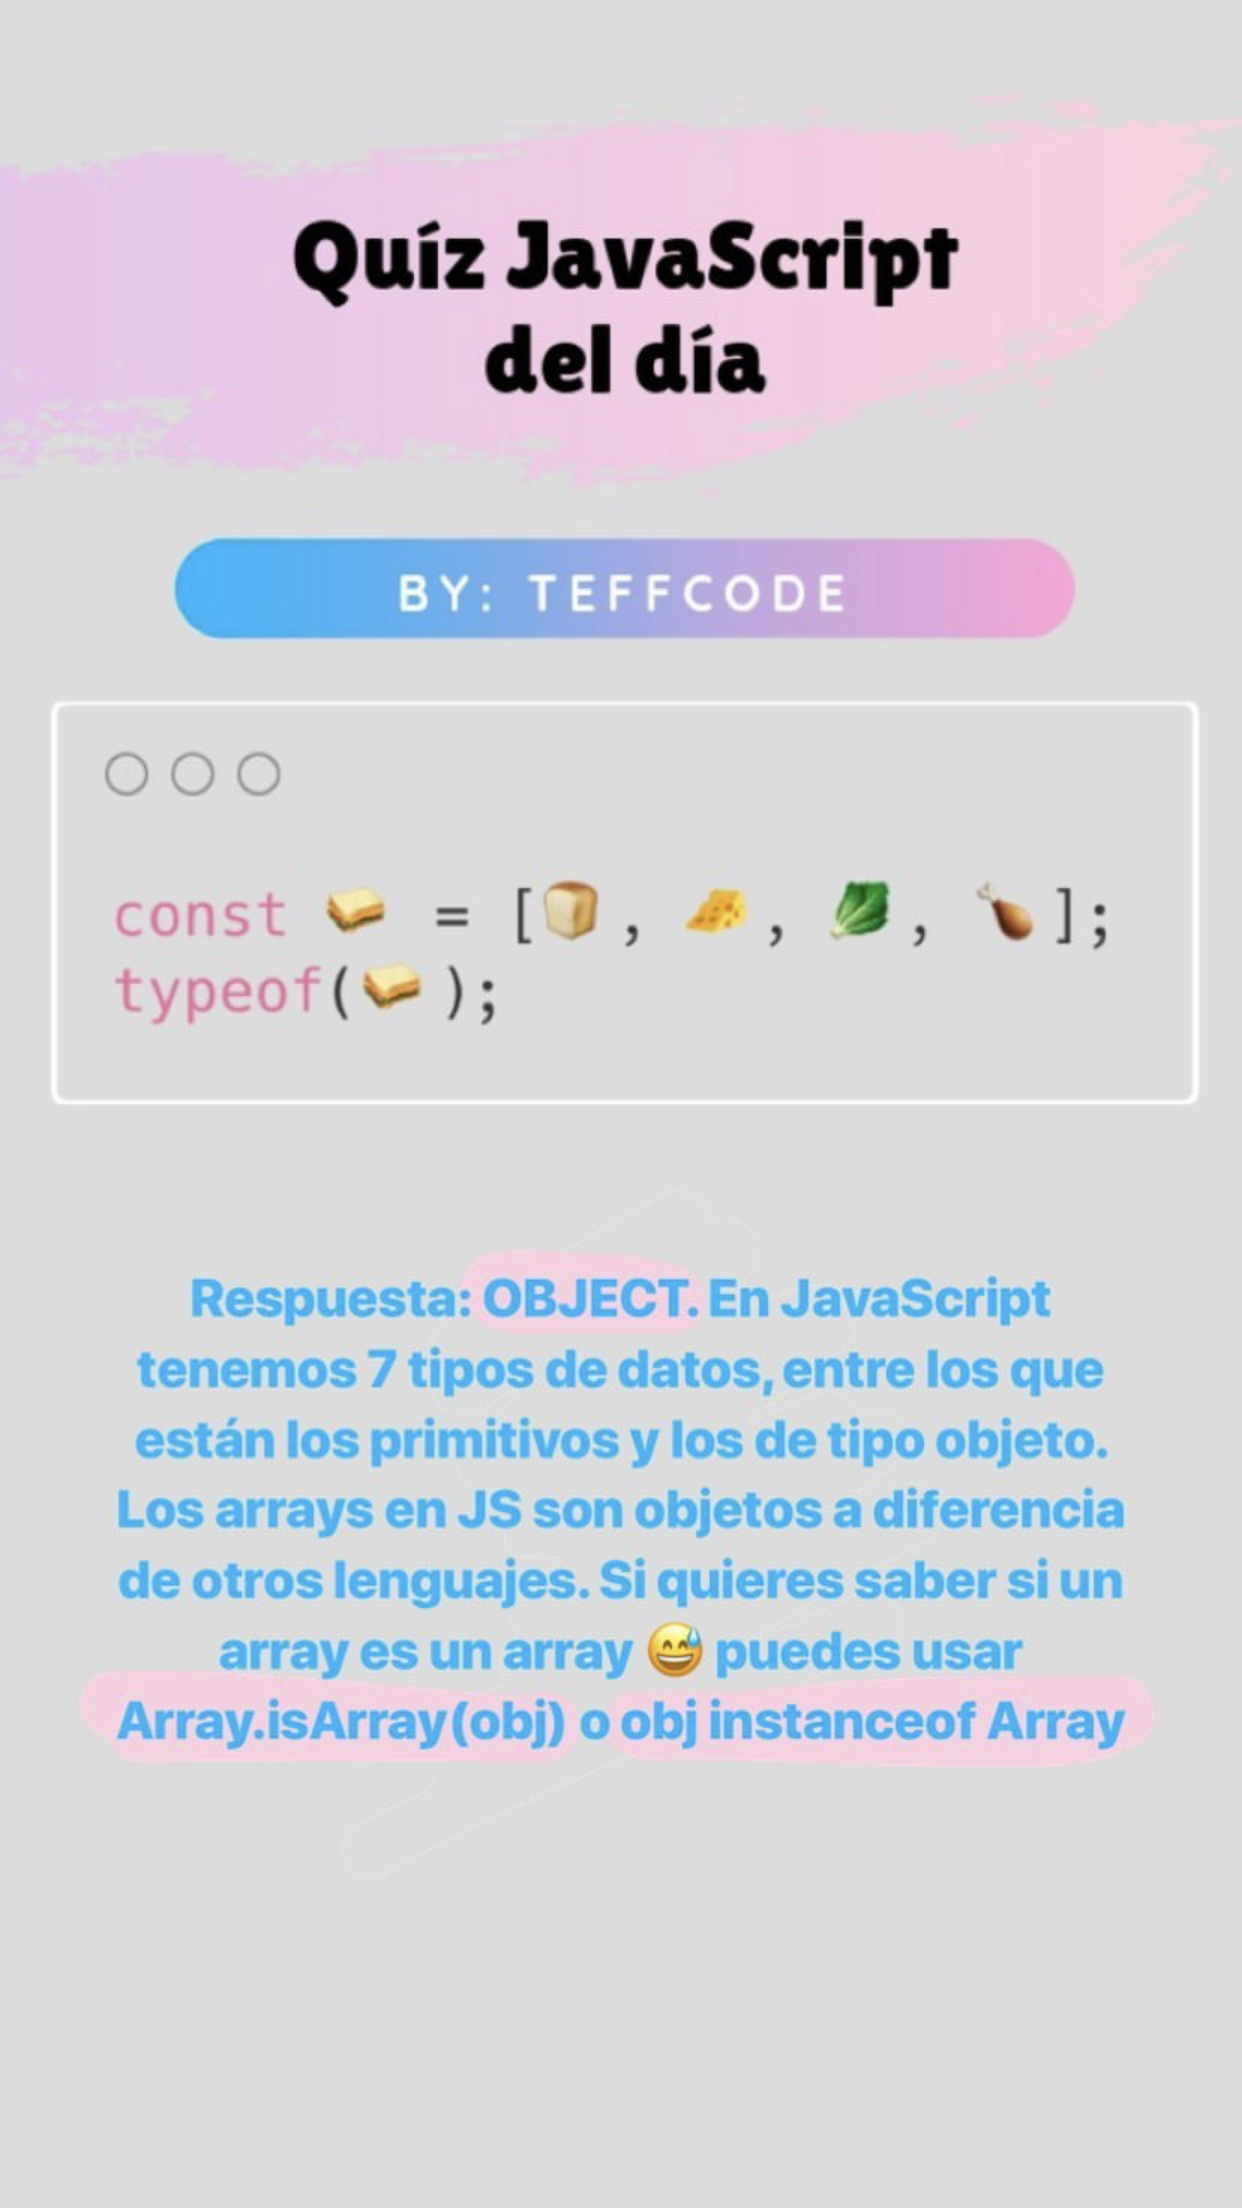 Quíz JavaScript
del día
BY: TEFFCODE
const 🥪 = [🍞, 🧀, 🥬, 🍗];
typeof(🥪);
Respuesta: OBJECT. En JavaScript
tenemos 7 tipos de datos, entre los que
están los primitivos y los de tipo objeto.
Los arrays en JS son objetos a diferencia
de otros lenguajes. Si quieres saber si un
array es un array 😅 puedes usar
Array.isArray(obj) o obj instanceof Array